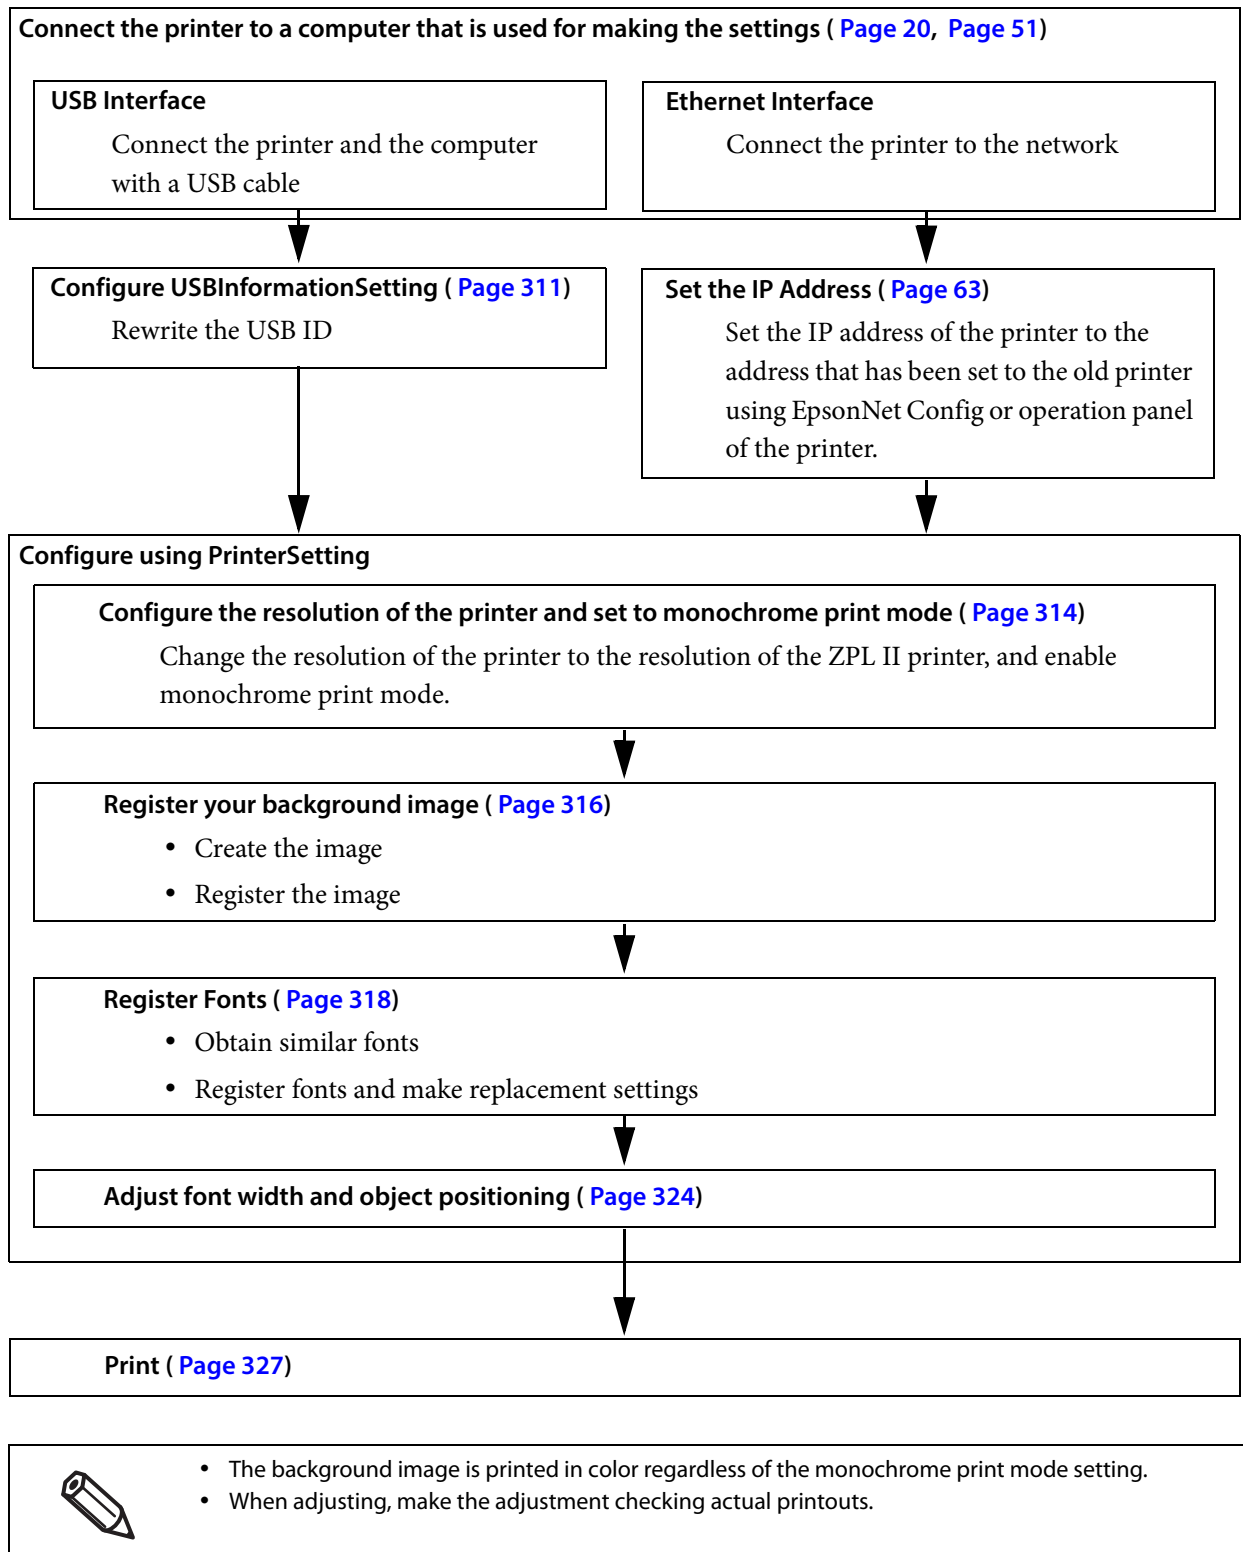 Connect the printer to a computer that is used for making the settings ( Page 20, Page 51)
USB Interface
Connect the printer and the computer
with a USB cable
Ethernet Interface
Connect the printer to the network
Configure USBInformationSetting ( Page 311)
Rewrite the USB ID
Set the IP Address ( Page 63)
Set the IP address of the printer to the
address that has been set to the old printer
using EpsonNet Config or operation panel
of the printer.
Configure using PrinterSetting
Configure the resolution of the printer and set to monochrome print mode ( Page 314)
Change the resolution of the printer to the resolution of the ZPL II printer, and enable
monochrome print mode.
Register your background image ( Page 316)
• Create the image
• Register the image
Register Fonts ( Page 318)
• Obtain similar fonts
• Register fonts and make replacement settings
Adjust font width and object positioning ( Page 324)
Print ( Page 327)
• The background image is printed in color regardless of the monochrome print mode setting.
• When adjusting, make the adjustment checking actual printouts.